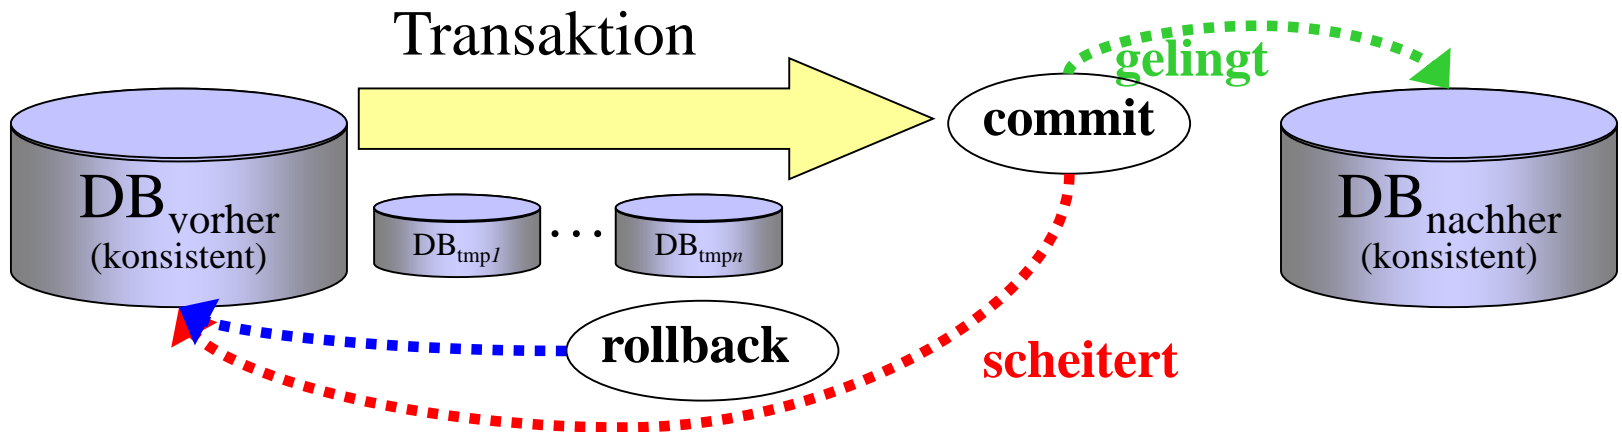 Transaktion
gelingt
commit
DBvorher
(konsistent)
DBtmp1
...
DBtmpn
DBnachher
(konsistent)
rollback
scheitert